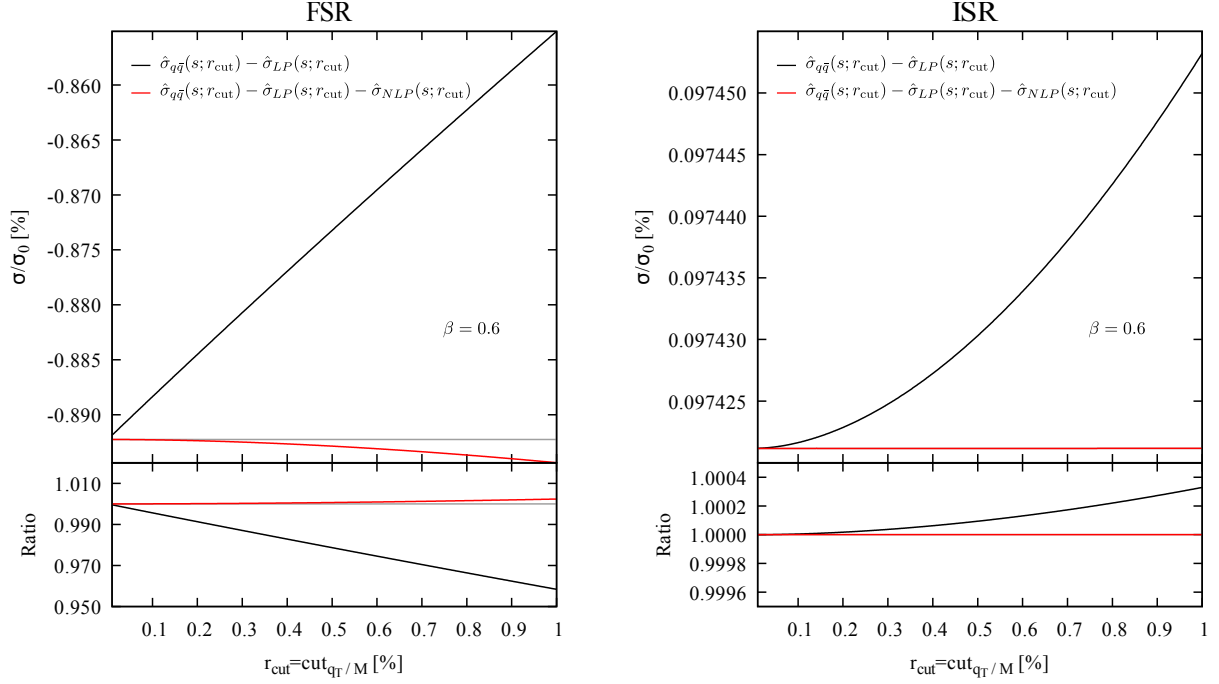 FSR
σ̂_{qq̄}(s; r_cut) − σ̂_{LP}(s; r_cut)
σ̂_{qq̄}(s; r_cut) − σ̂_{LP}(s; r_cut) − σ̂_{NLP}(s; r_cut)
-0.860
-0.865
-0.870
-0.875
-0.880
-0.885
-0.890
σ/σ_0 [%]
β = 0.6
1.010
0.990
0.970
0.950
Ratio
0.1 0.2 0.3 0.4 0.5 0.6 0.7 0.8 0.9 1
r_cut=cut_{q_T/M} [%]
ISR
σ̂_{qq̄}(s; r_cut) − σ̂_{LP}(s; r_cut)
σ̂_{qq̄}(s; r_cut) − σ̂_{LP}(s; r_cut) − σ̂_{NLP}(s; r_cut)
0.097450
0.097445
0.097440
0.097435
0.097430
0.097425
σ/σ_0 [%]
β = 0.6
1.0004
1.0000
0.9998
0.9996
Ratio
0.1 0.2 0.3 0.4 0.5 0.6 0.7 0.8 0.9 1
r_cut=cut_{q_T/M} [%]